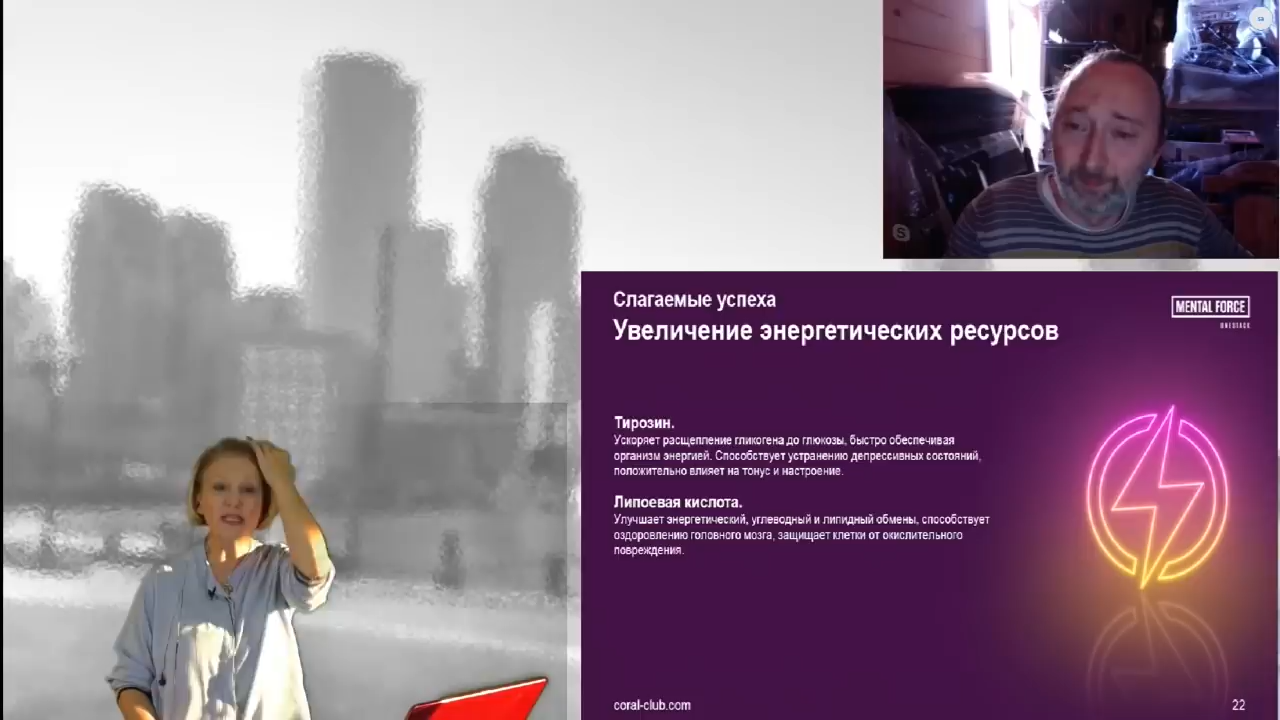 Слагаемые успеха
Увеличение энергетических ресурсов
MENTAL FORCE
ONESTACK
Тирозин.
Ускоряет расщепление гликогена до глюкозы, быстро обеспечивая
организм энергией. Способствует устранению депрессивных состояний,
положительно влияет на тонус и настроение.
Липоевая кислота.
Улучшает энергетический, углеводный и липидный обмены, способствует
оздоровлению головного мозга, защищает клетки от окислительного
повреждения.
coral-club.com
22